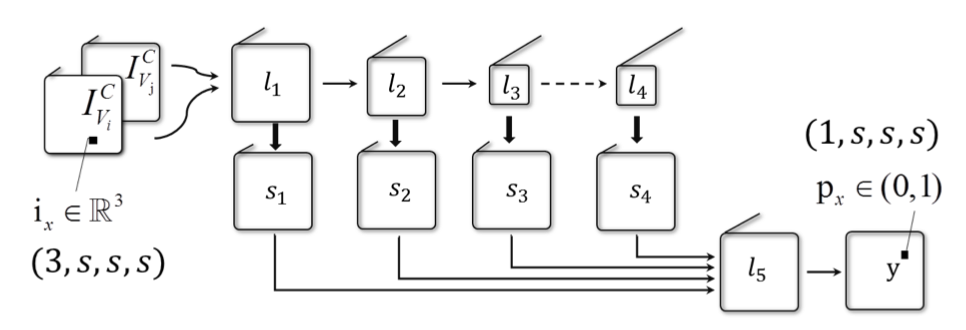 I^C_{V_j}
I^C_{V_i}
l_1
l_2
l_3
l_4
s_1
s_2
s_3
s_4
i_x ∈ ℝ^3
(3, s, s, s)
(1, s, s, s)
p_x ∈ (0, 1)
l_5
y